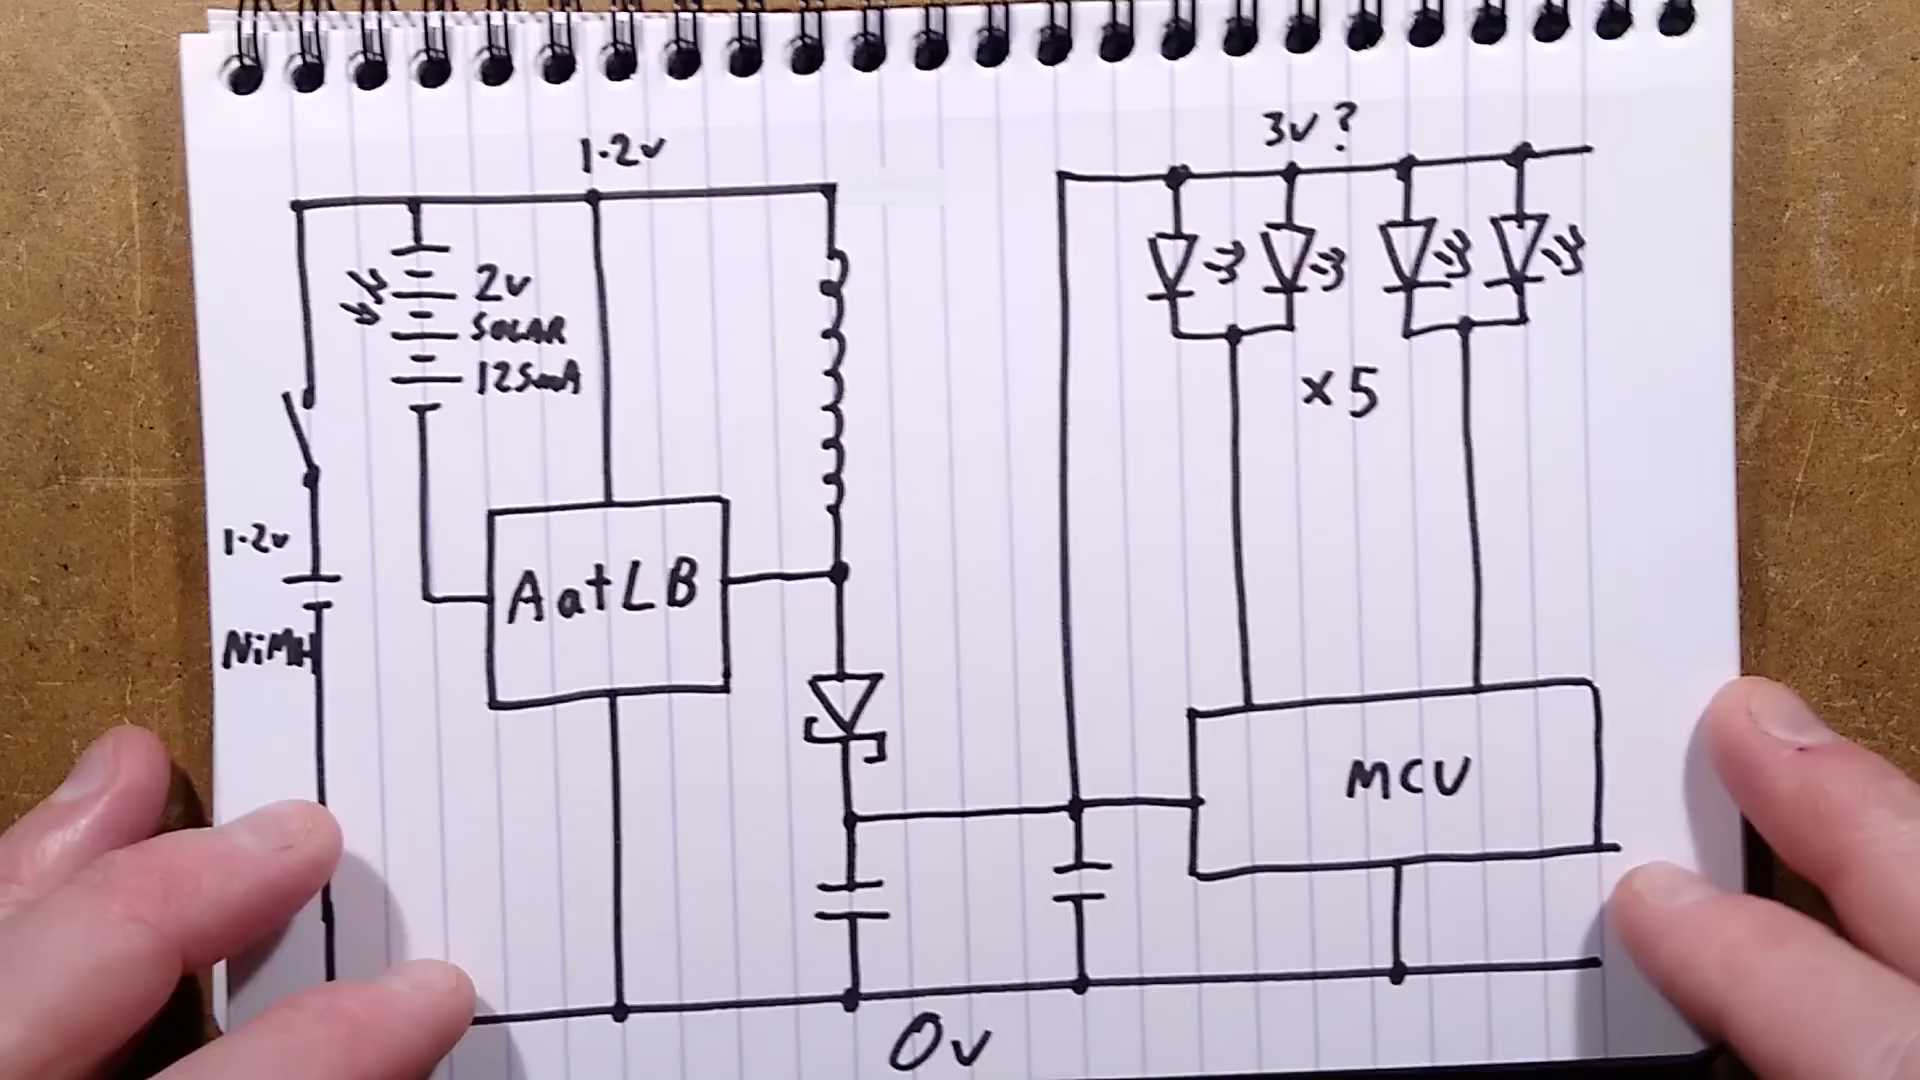 1.2v
3v?
2v
SOLAR
125mA
x5
1.2v
NiMH
AatLB
MCU
0v